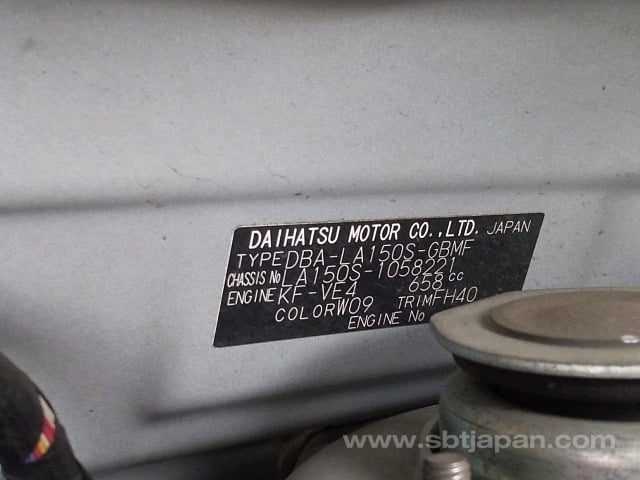 DAIHATSU MOTOR CO.,LTD. JAPAN
TYPE DBA-LA150S-GBMF
CHASSIS No LA150S-1058221
ENGINE KF-VE4 658 cc
COLOR W09 TRIM FH40
ENGINE No
www.sbtjapan.com